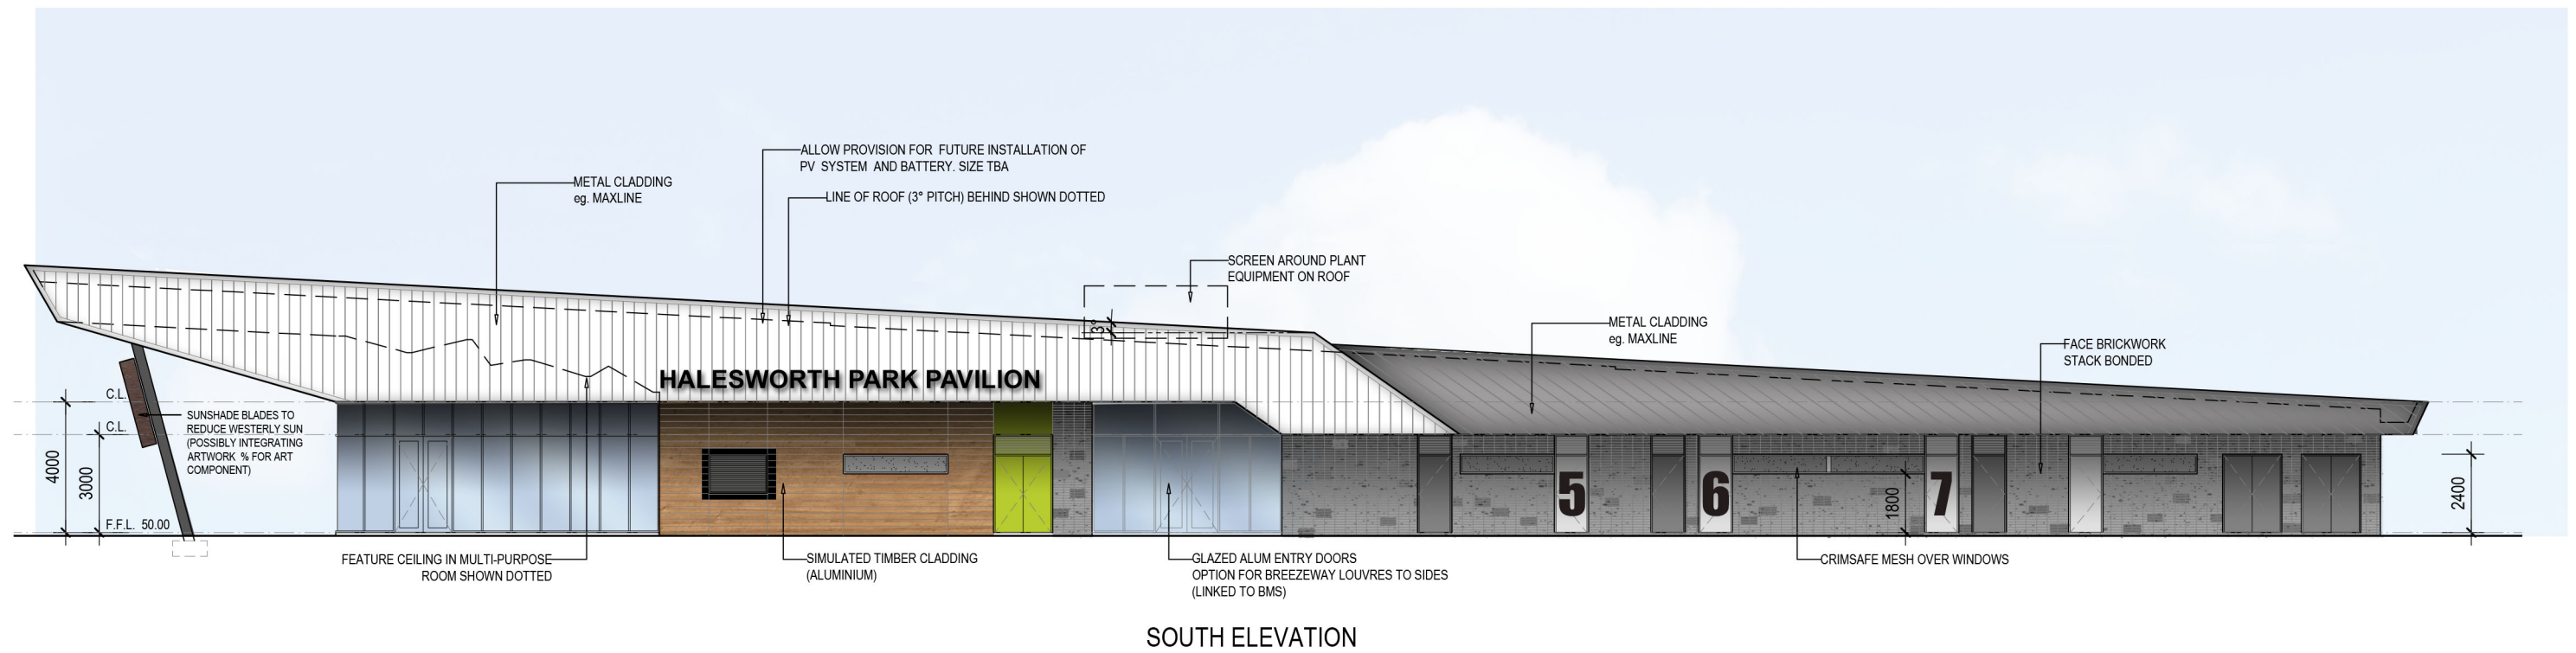 ALLOW PROVISION FOR FUTURE INSTALLATION OF
PV SYSTEM AND BATTERY. SIZE TBA
METAL CLADDING
eg. MAXLINE
LINE OF ROOF (3° PITCH) BEHIND SHOWN DOTTED
SCREEN AROUND PLANT
EQUIPMENT ON ROOF
3°
METAL CLADDING
eg. MAXLINE
FACE BRICKWORK
STACK BONDED
HALESWORTH PARK PAVILION
C.L.
C.L.
SUNSHADE BLADES TO
REDUCE WESTERLY SUN
(POSSIBLY INTEGRATING
ARTWORK % FOR ART
COMPONENT)
4000
3000
F.F.L. 50.00
5
6
7
1800
2400
FEATURE CEILING IN MULTI-PURPOSE
ROOM SHOWN DOTTED
SIMULATED TIMBER CLADDING
(ALUMINIUM)
GLAZED ALUM ENTRY DOORS
OPTION FOR BREEZEWAY LOUVRES TO SIDES
(LINKED TO BMS)
CRIMSAFE MESH OVER WINDOWS
SOUTH ELEVATION